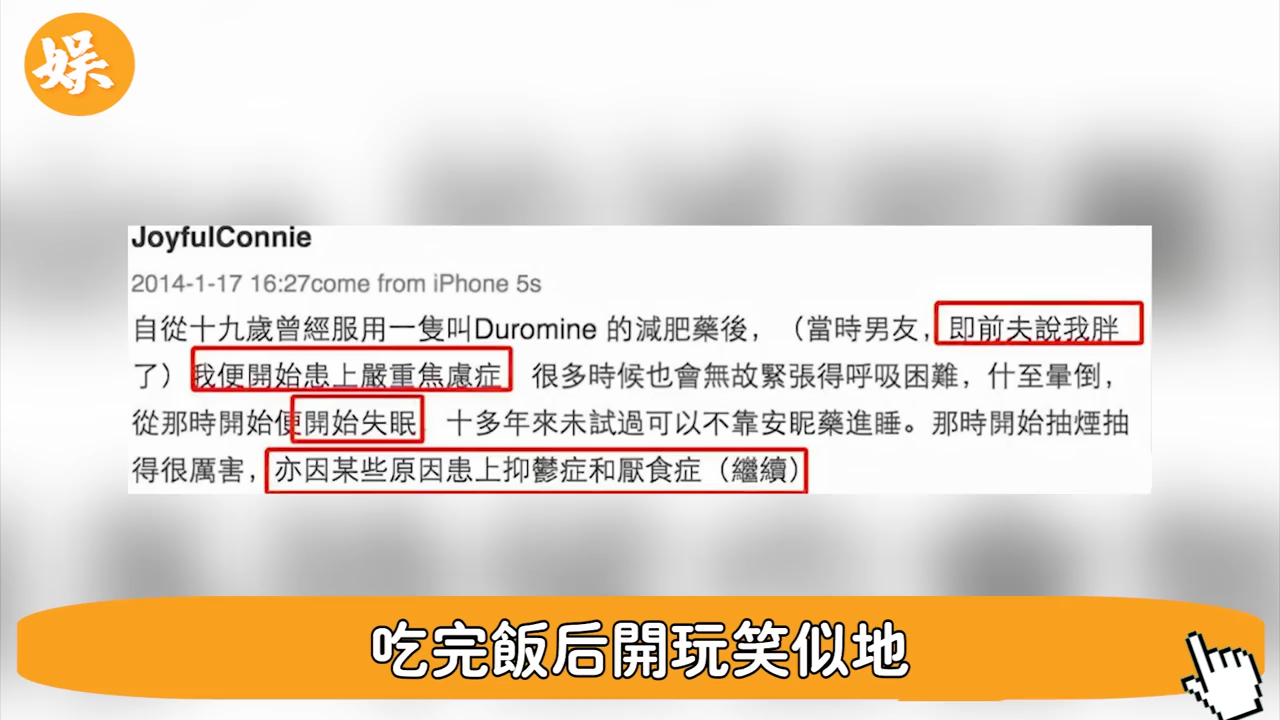 娱
JoyfulConnie
2014-1-17 16:27come from iPhone 5s
自從十九歲曾經服用一隻叫Duromine 的減肥藥後，（當時男友，即前夫說我胖
了）我便開始患上嚴重焦慮症 很多時候也會無故緊張得呼吸困難，什至暈倒，
從那時開始便開始失眠 十多年來未試過可以不靠安眠藥進睡。那時開始抽煙抽
得很厲害，亦因某些原因患上抑鬱症和厭食症（繼續）
吃完飯后開玩笑似地